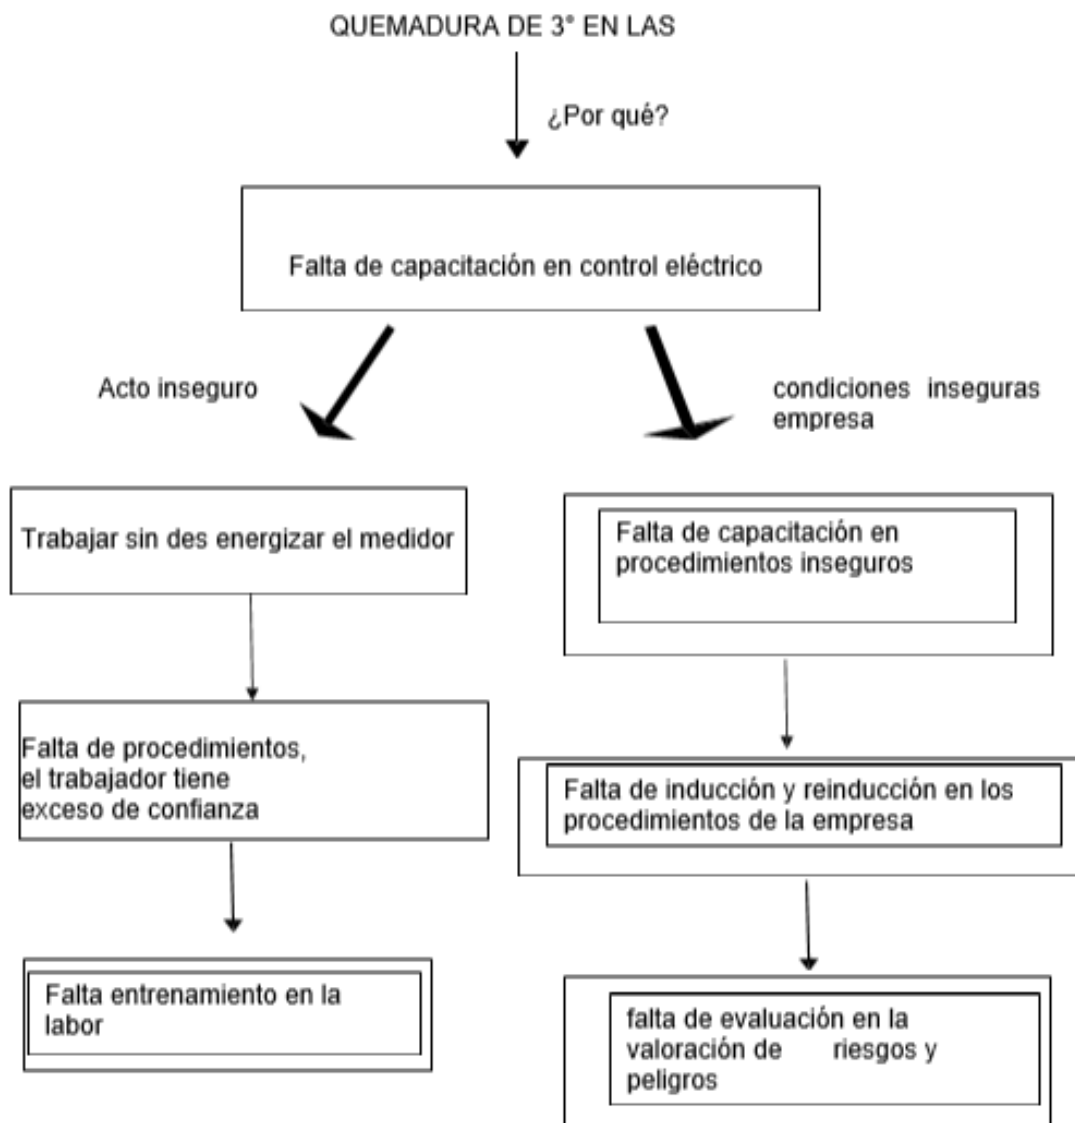 QUEMADURA DE 3° EN LAS
¿Por qué?
Falta de capacitación en control eléctrico
Acto inseguro
condiciones inseguras
empresa
Trabajar sin des energizar el medidor
Falta de procedimientos,
el trabajador tiene
exceso de confianza
Falta entrenamiento en la
labor
Falta de capacitación en
procedimientos inseguros
Falta de inducción y reinducción en los
procedimientos de la empresa
falta de evaluación en la
valoración de riesgos y
peligros